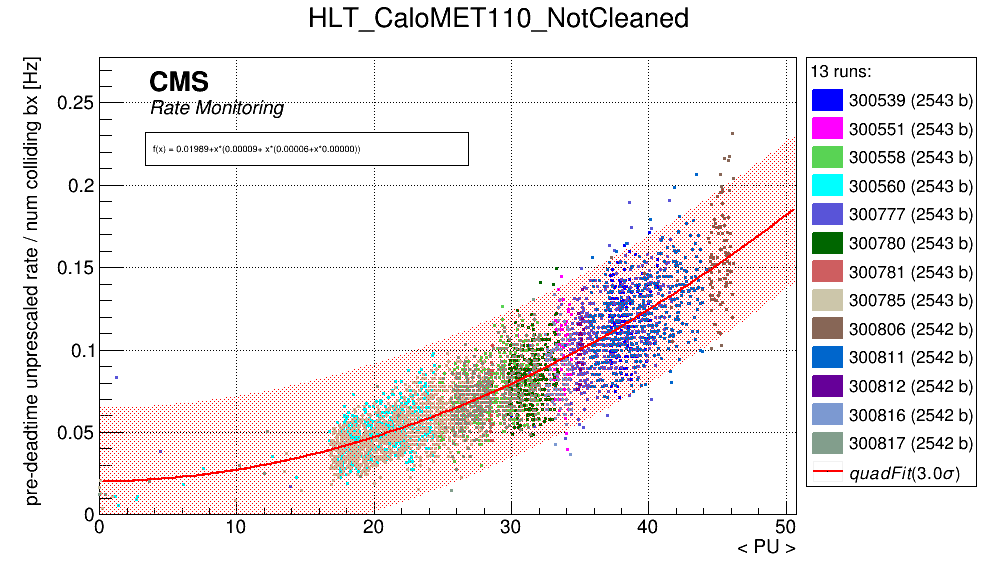 HLT_CaloMET110_NotCleaned
pre-deadtime unprescaled rate / num colliding bx [Hz]
CMS
Rate Monitoring
f(x) = 0.01989+x*(0.00009+ x*(0.00006+x*0.00000))
0.25
0.2
0.15
0.1
0.05
0
0 10 20 30 40 50
< PU >
13 runs:
300539 (2543 b)
300551 (2543 b)
300558 (2543 b)
300560 (2543 b)
300777 (2543 b)
300780 (2543 b)
300781 (2543 b)
300785 (2543 b)
300806 (2542 b)
300811 (2542 b)
300812 (2542 b)
300816 (2542 b)
300817 (2542 b)
quadFit(3.0σ)